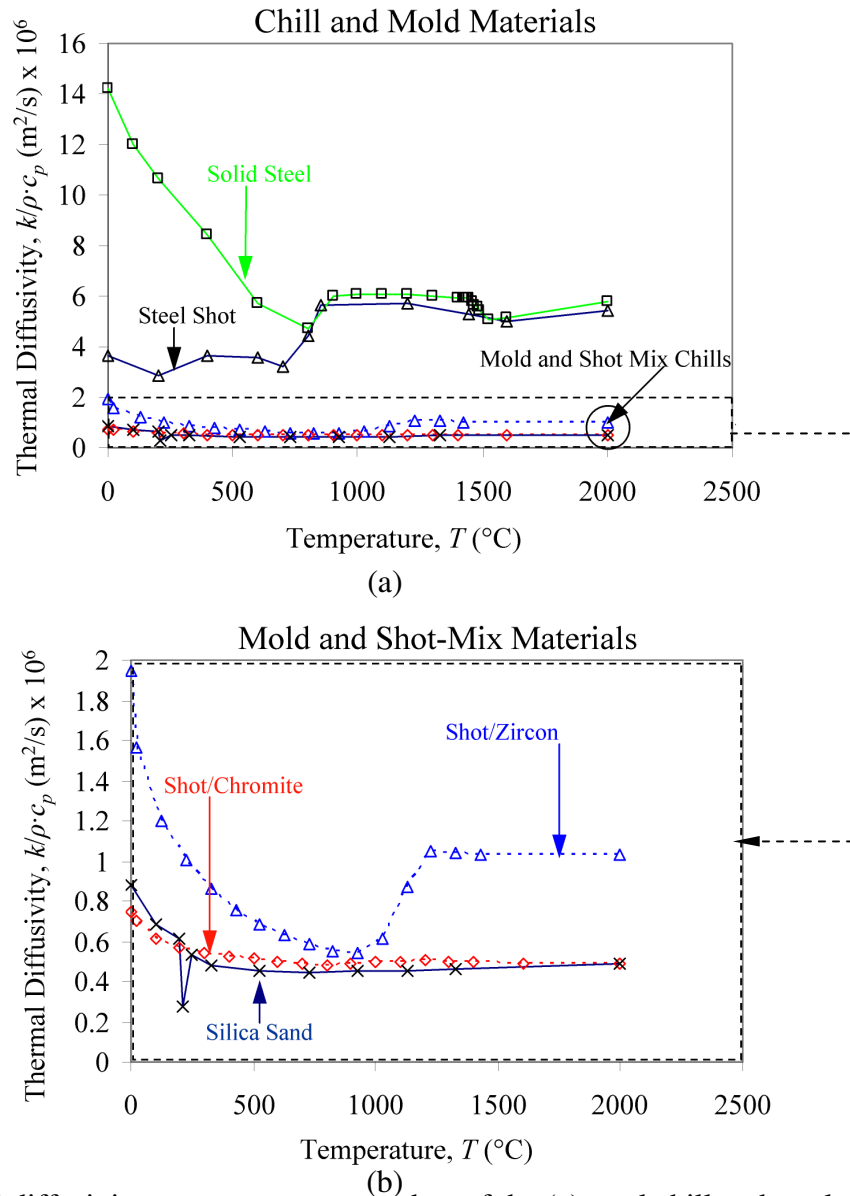 Chill and Mold Materials
Thermal Diffusivity, k/ρ·cp (m²/s) x 10⁶
16
14
12
10
8
6
4
2
0
Solid Steel
Steel Shot
Mold and Shot Mix Chills
0 500 1000 1500 2000 2500
Temperature, T (°C)
(a)
Mold and Shot-Mix Materials
Thermal Diffusivity, k/ρ·cp (m²/s) x 10⁶
2
1.8
1.6
1.4
1.2
1
0.8
0.6
0.4
0.2
0
Shot/Zircon
Shot/Chromite
Silica Sand
0 500 1000 1500 2000 2500
Temperature, T (°C)
(b)